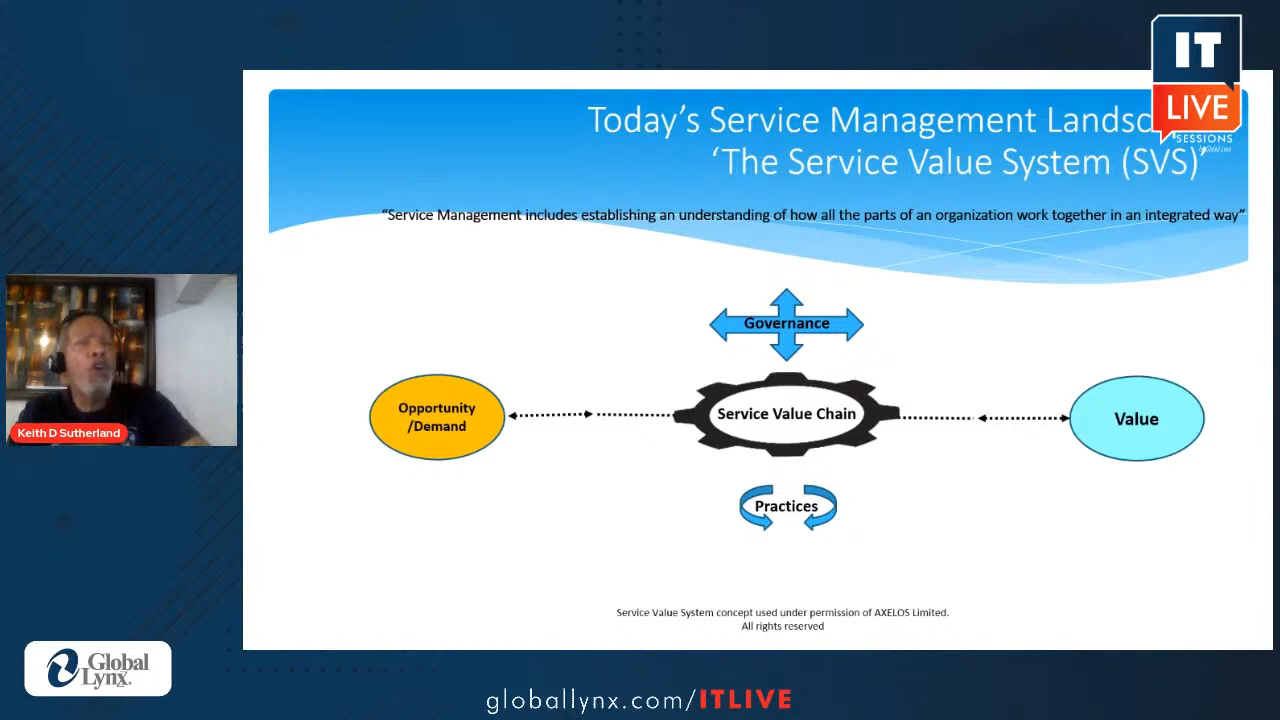 IT
LIVE
SESSIONS
by Global Lynx
Today’s Service Management Landsc
‘The Service Value System (SVS)’
“Service Management includes establishing an understanding of how all the parts of an organization work together in an integrated way”
Governance
Opportunity
/Demand
Service Value Chain
Value
Practices
Keith D Sutherland
Service Value System concept used under permission of AXELOS Limited.
All rights reserved
Global
Lynx
globallynx.com/ITLIVE